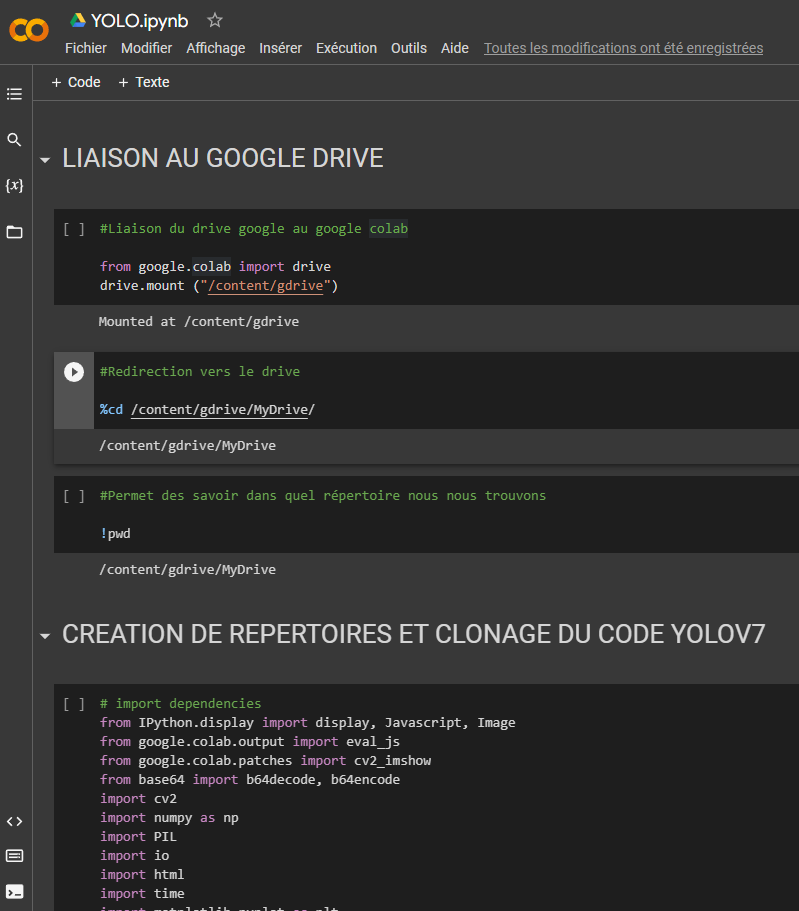 YOLO.ipynb
Fichier Modifier Affichage Insérer Exécution Outils Aide Toutes les modifications ont été enregistrées
+ Code + Texte
LIAISON AU GOOGLE DRIVE
[ ] #Liaison du drive google au google colab
from google.colab import drive
drive.mount ("/content/gdrive")
Mounted at /content/gdrive
#Redirection vers le drive
%cd /content/gdrive/MyDrive/
/content/gdrive/MyDrive
[ ] #Permet des savoir dans quel répertoire nous nous trouvons
!pwd
/content/gdrive/MyDrive
CREATION DE REPERTOIRES ET CLONAGE DU CODE YOLOV7
[ ] # import dependencies
from IPython.display import display, Javascript, Image
from google.colab.output import eval_js
from google.colab.patches import cv2_imshow
from base64 import b64decode, b64encode
import cv2
import numpy as np
import PIL
import io
import html
import time
import matplotlib.pyplot as plt